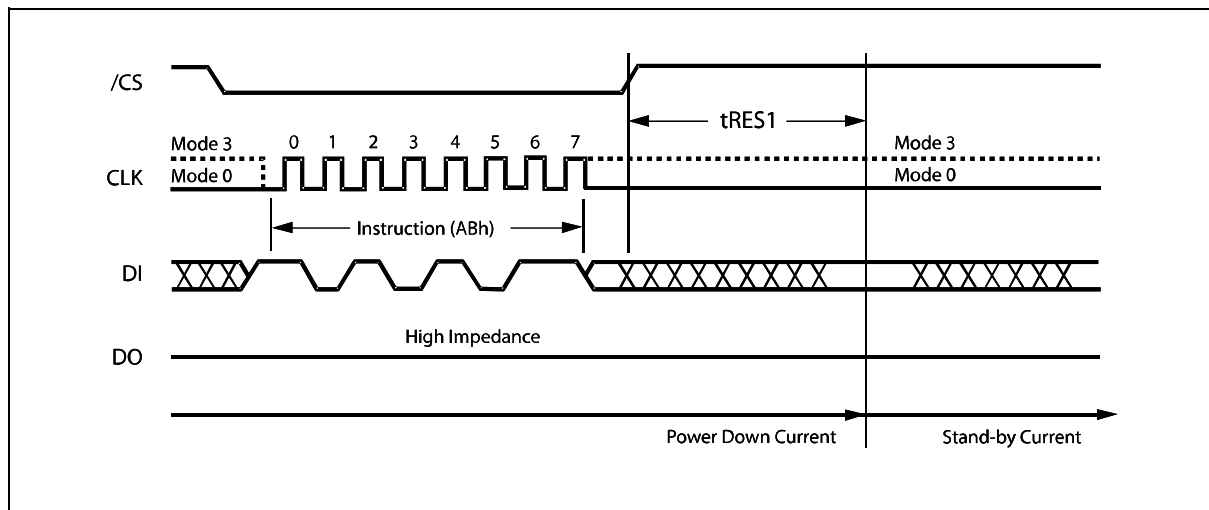 /CS
tRES1
Mode 3
0 1 2 3 4 5 6 7
Mode 3
CLK
Mode 0
Mode 0
Instruction (ABh)
DI
High Impedance
DO
Power Down Current
Stand-by Current